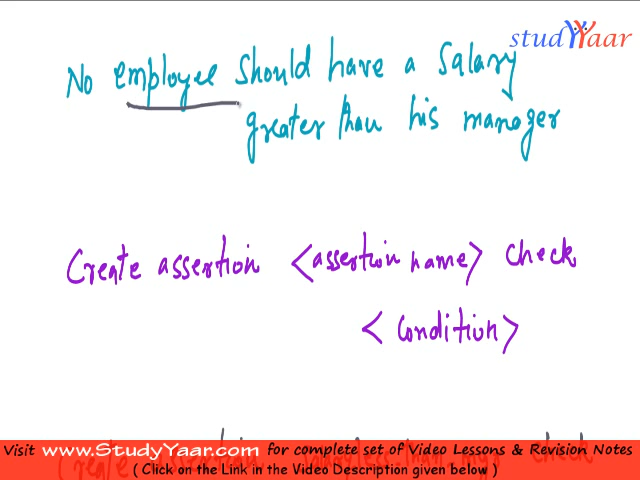 studYYaar
No employee should have a salary
greater than his manager
Create assertion <assertion name> check
<condition>
Visit www.StudyYaar.com for complete set of Video Lessons & Revision Notes
( Click on the Link in the Video Description given below )